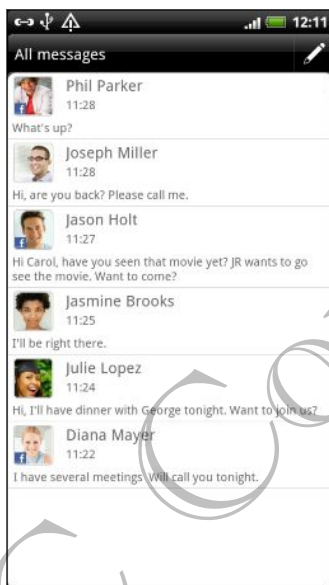 12:11
All messages
Phil Parker
11:28
What's up?
Joseph Miller
11:28
Hi, are you back? Please call me.
Jason Holt
11:27
Hi Carol, have you seen that movie yet? JR wants to go
see the movie. Want to come?
Jasmine Brooks
11:25
I'll be right there.
Julie Lopez
11:24
Hi, I'll have dinner with George tonight. Want to join us?
Diana Mayer
11:22
I have several meetings. Will call you tonight.